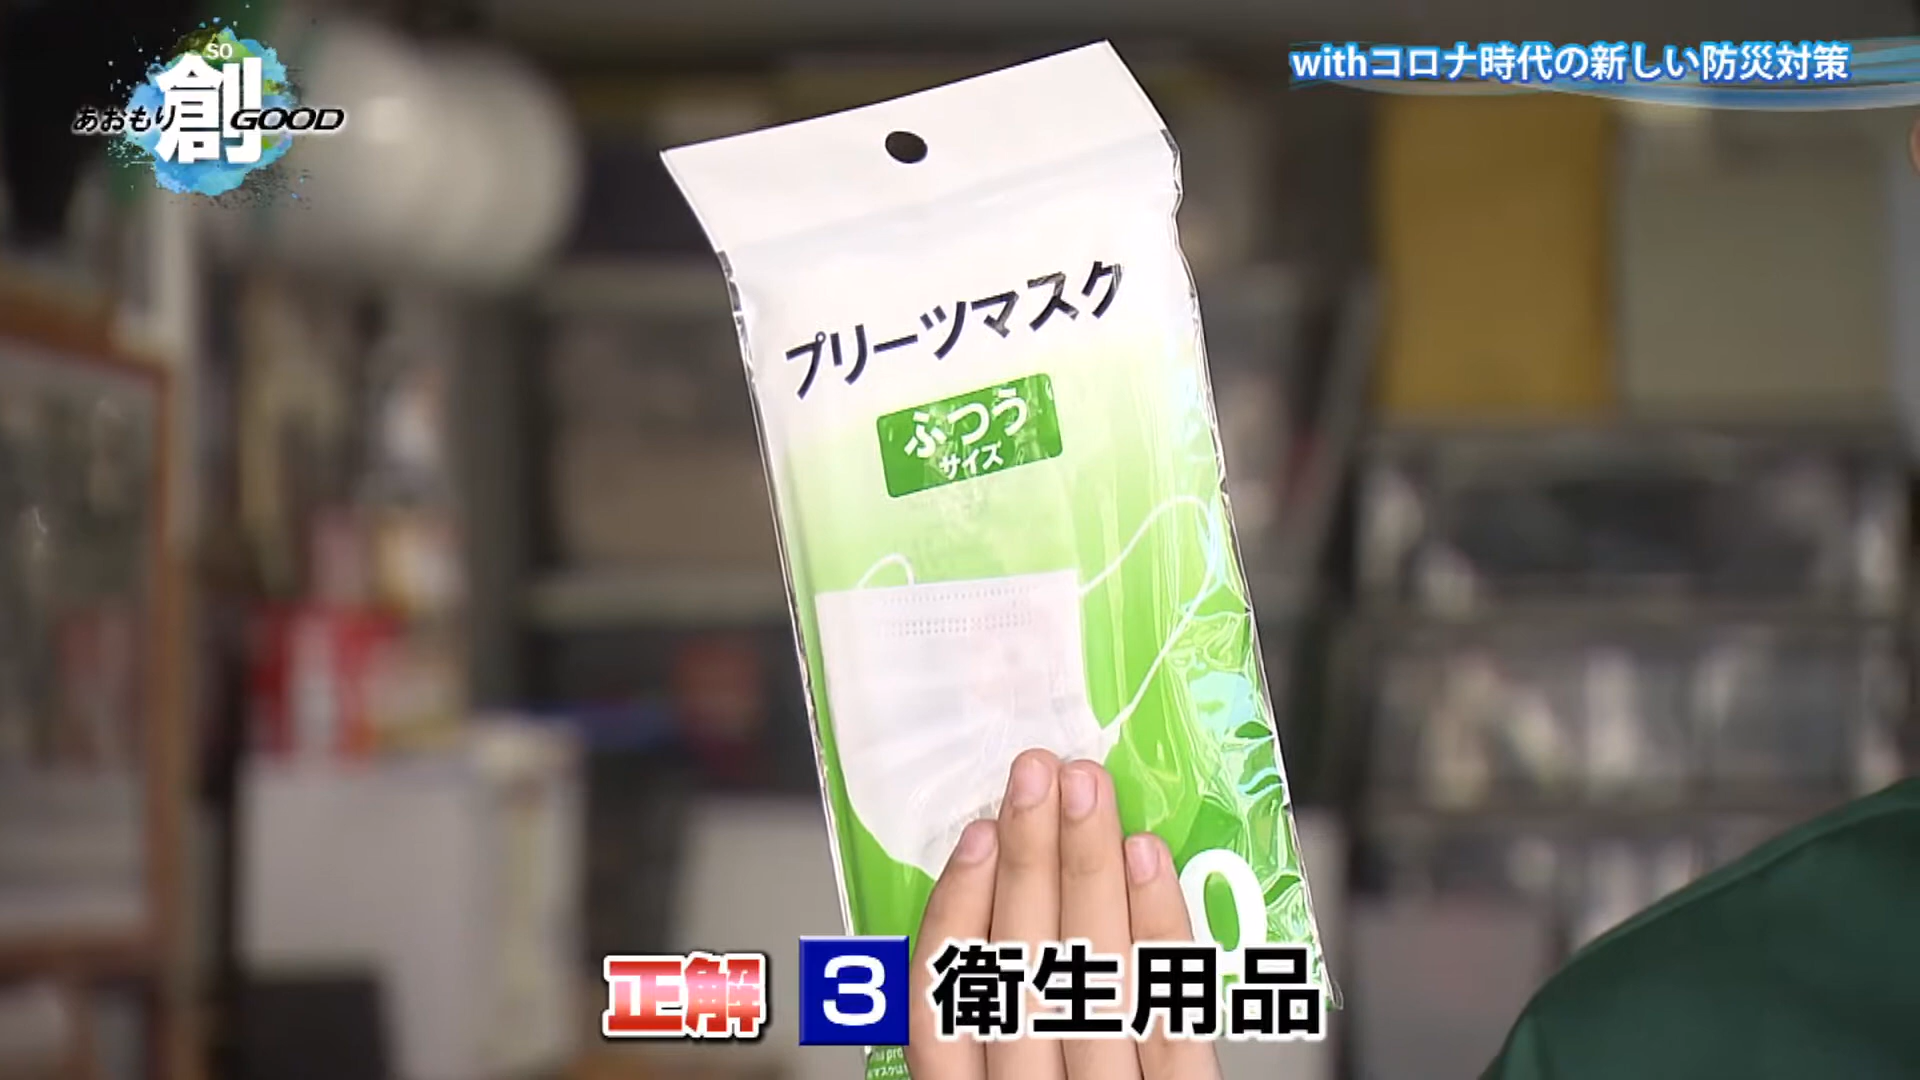 SO
あおもり創GOOD
withコロナ時代の新しい防災対策
プリーツマスク
ふつう
サイズ
正解 3 衛生用品